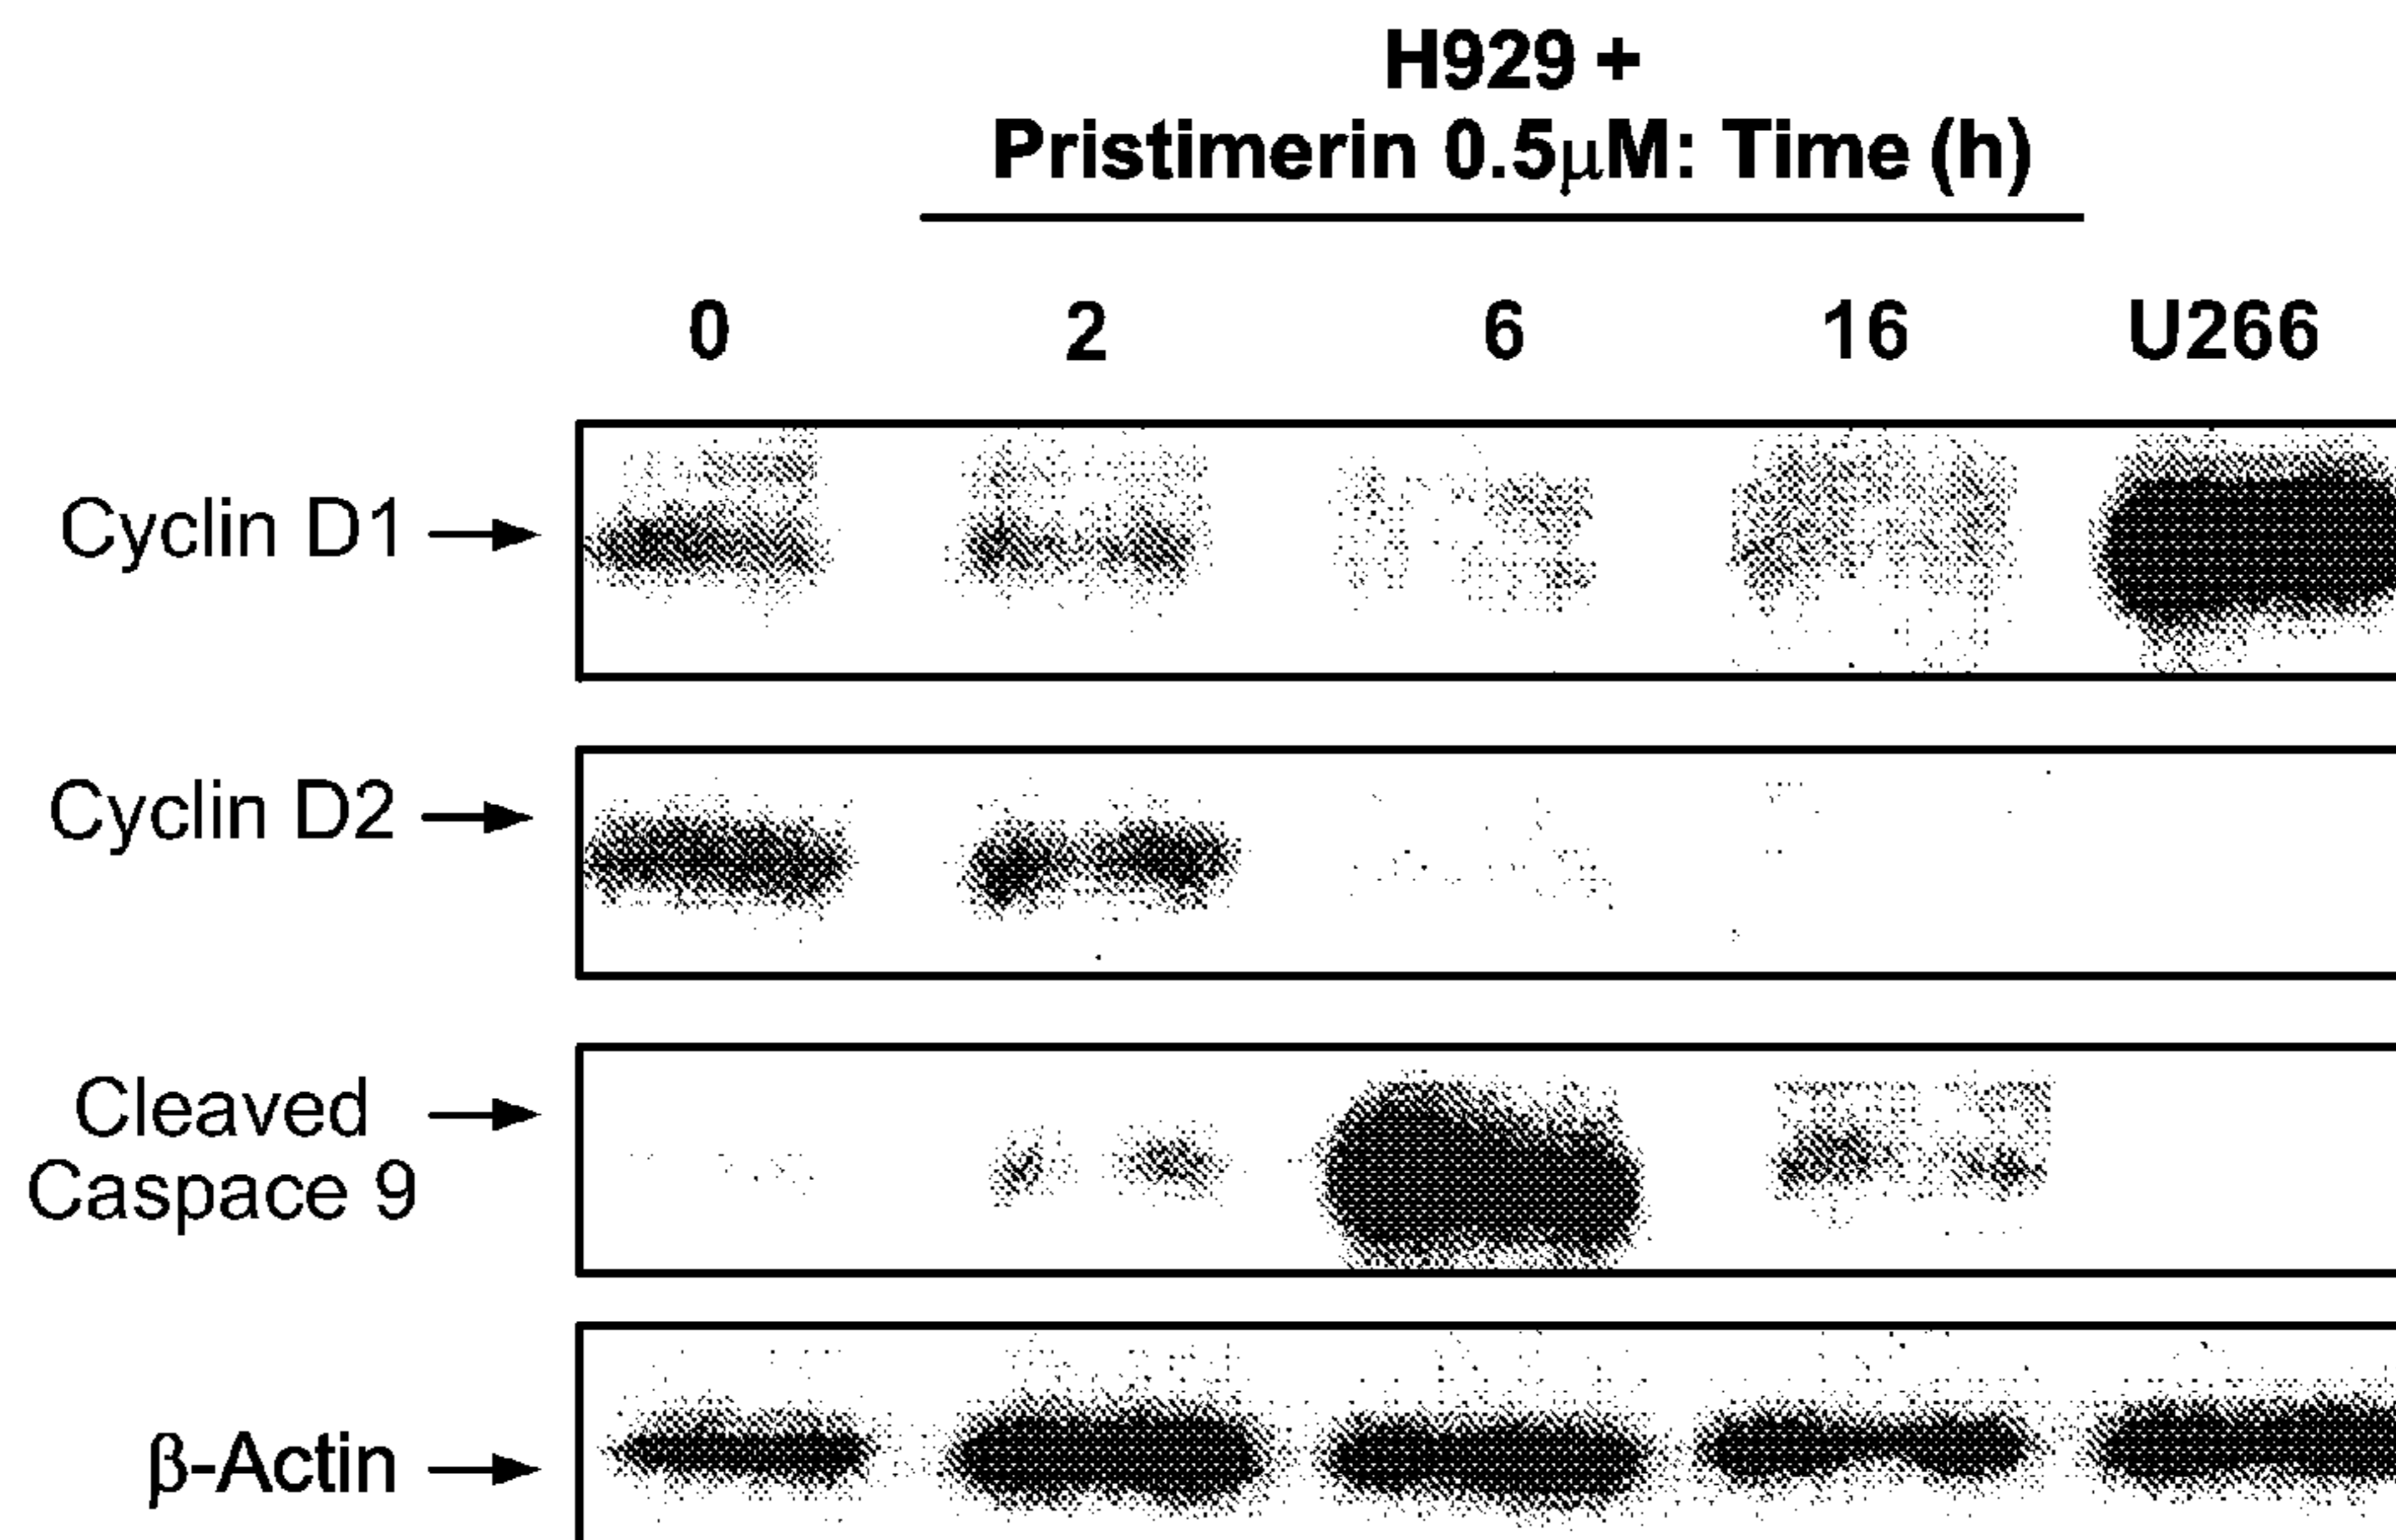 H929 +
Pristimerin 0.5μM: Time (h)
0 2 6 16 U266
Cyclin D1
Cyclin D2
Cleaved
Caspace 9
β-Actin